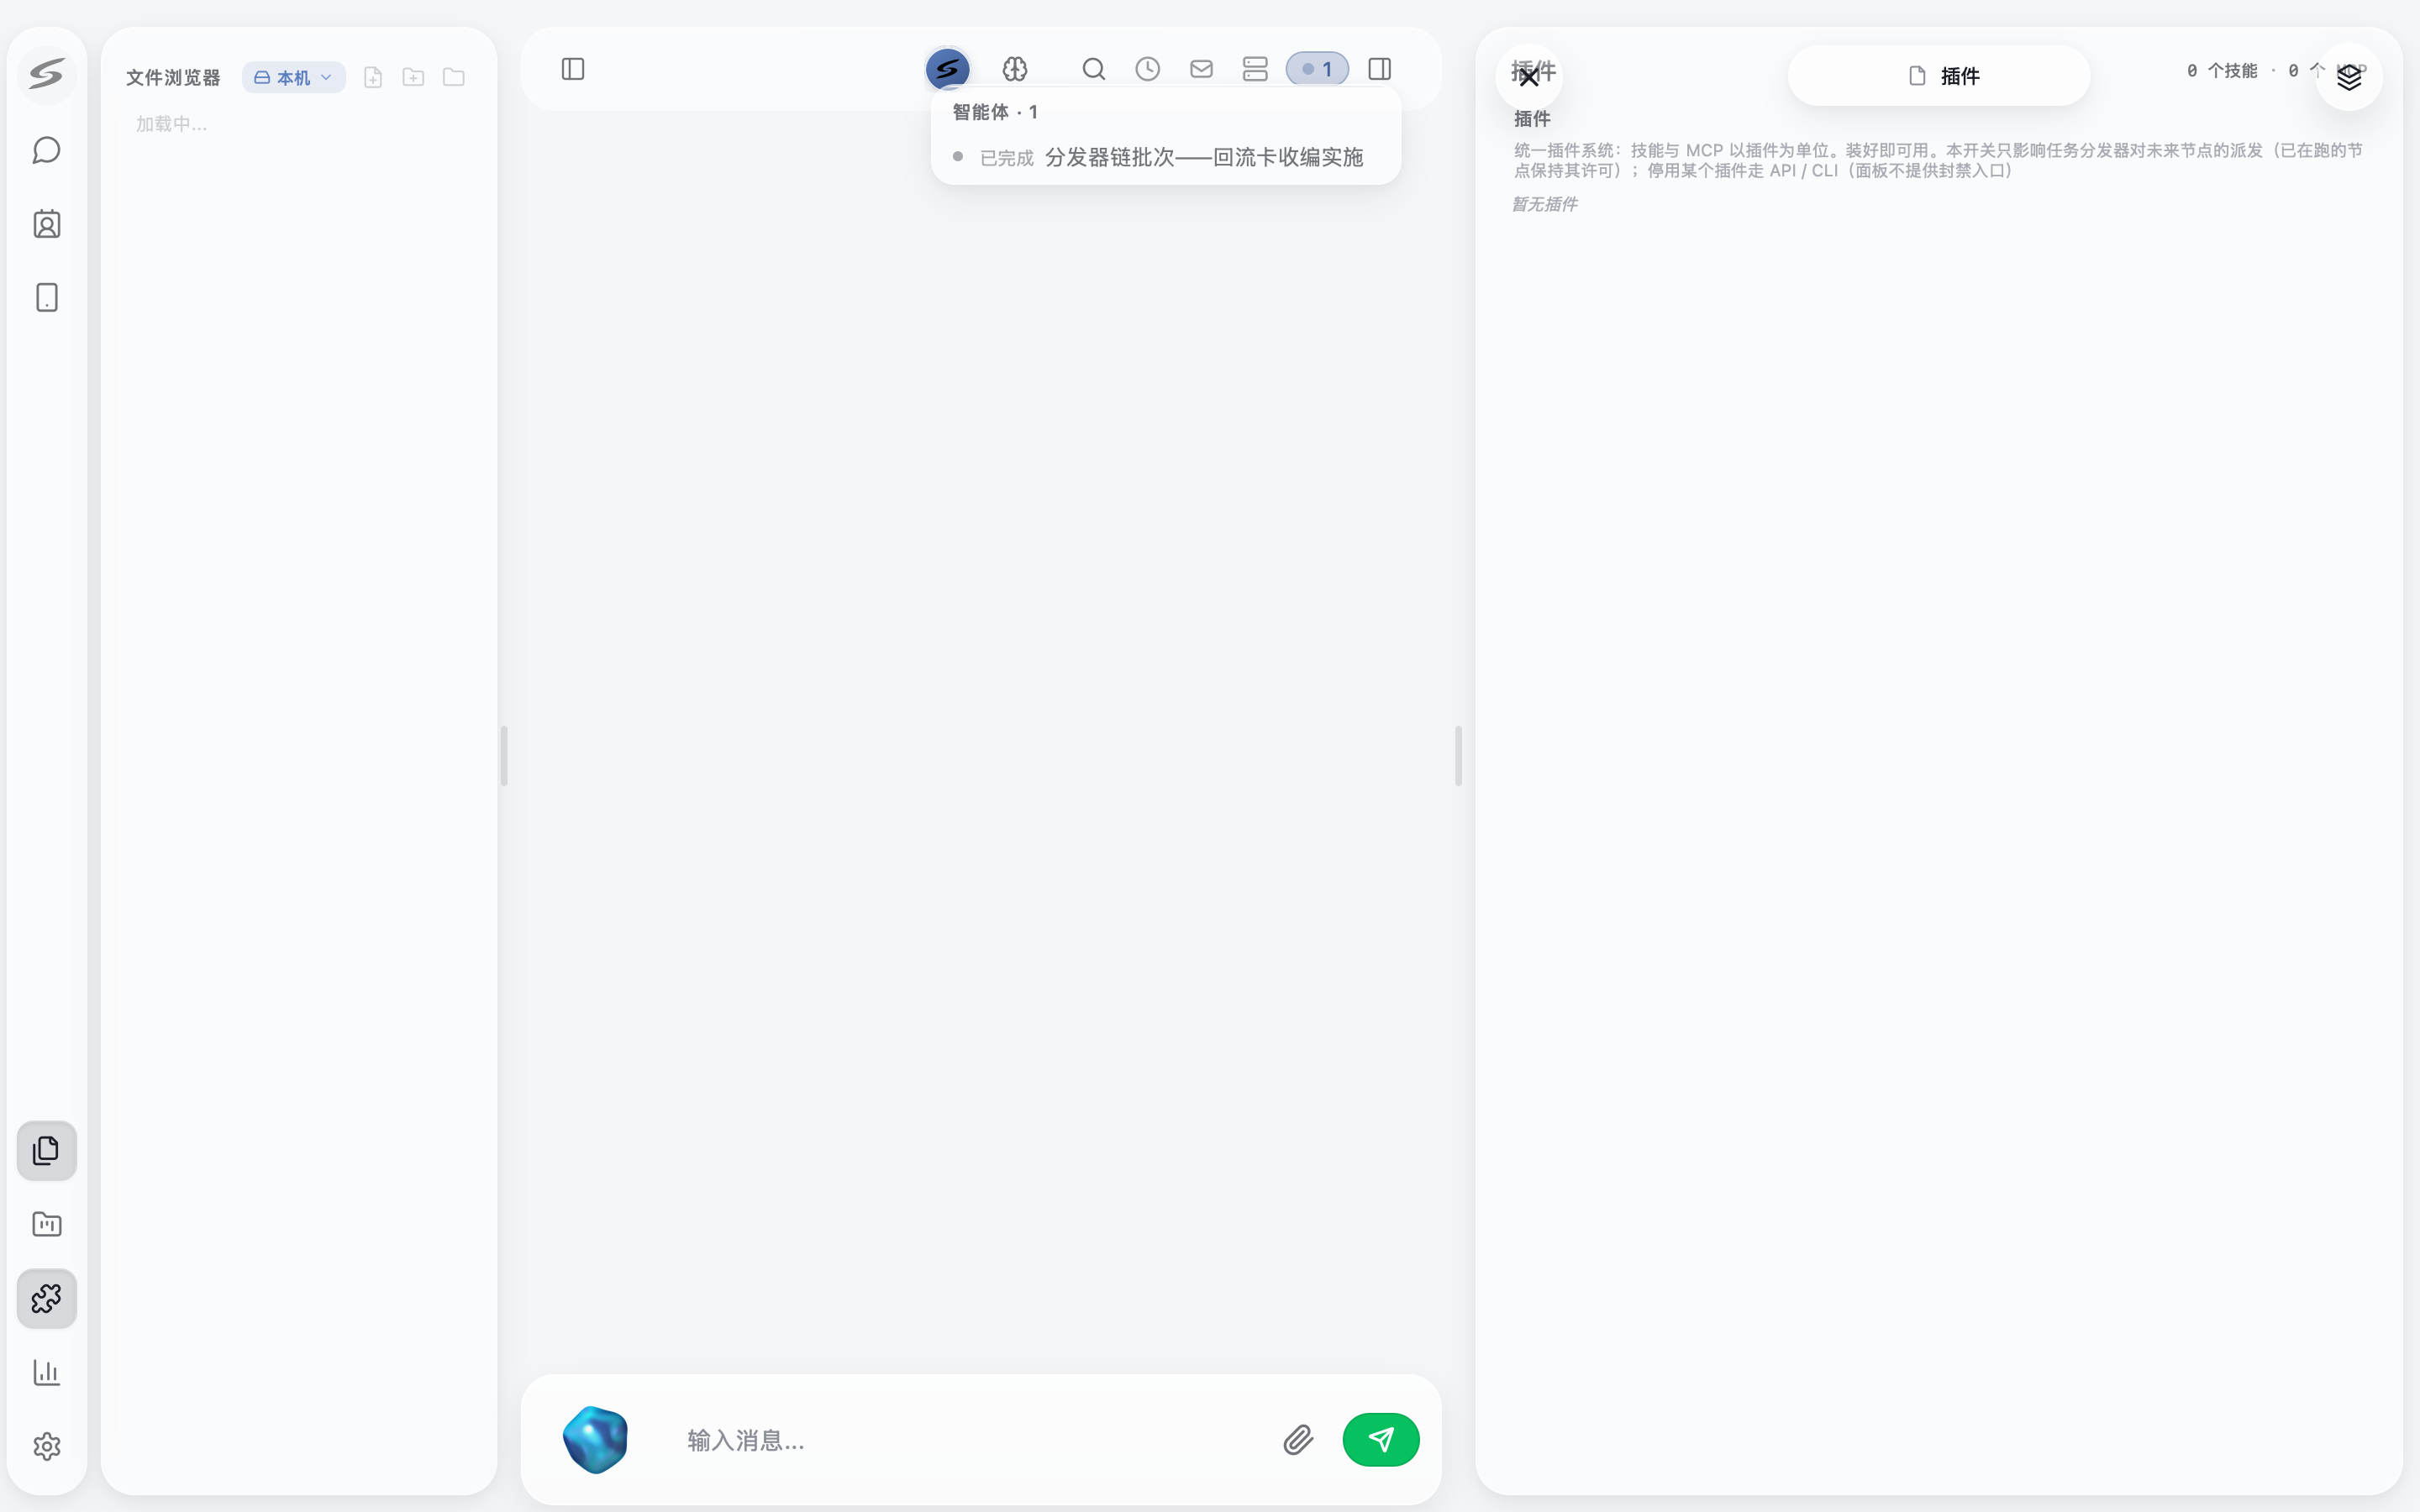 文件浏览器
本机
加载中...
1
智能体 · 1
已完成 分发器链批次——回流卡收编实施
输入消息...
插件
插件
0 个技能 · 0 个 MCP
插件
统一插件系统：技能与 MCP 以插件为单位。装好即可用。本开关只影响任务分发器对未来节点的派发（已在跑的节
点保持其许可）；停用某个插件走 API / CLI（面板不提供封禁入口）
暂无插件